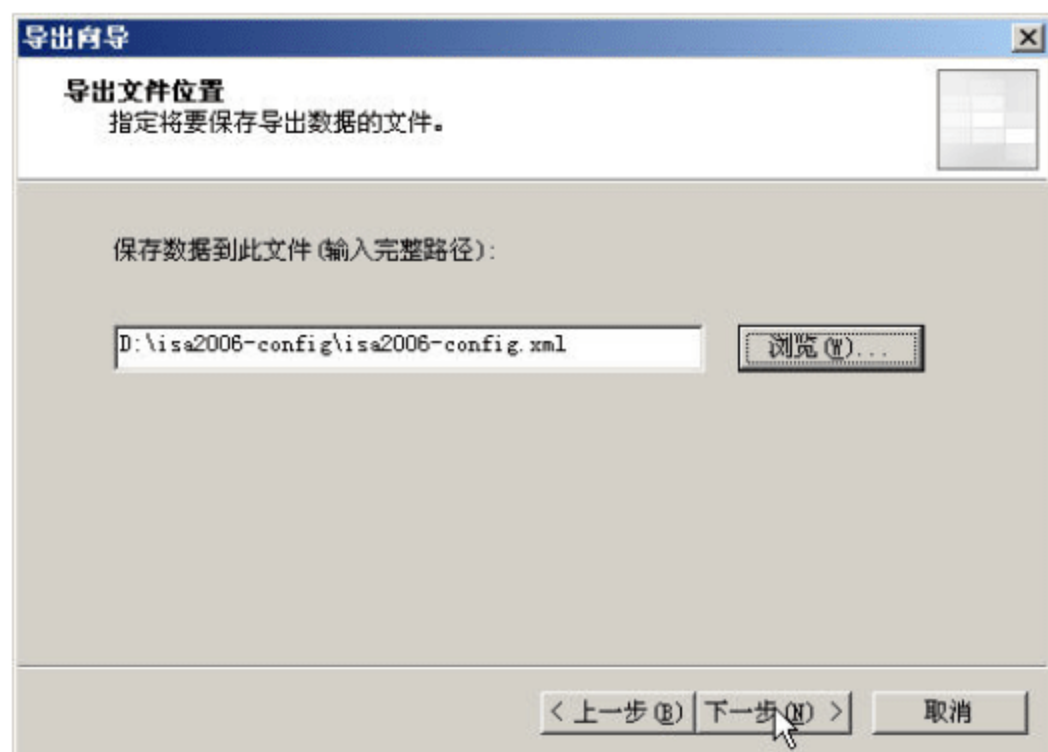 导出向导
导出文件位置
指定将要保存导出数据的文件。
保存数据到此文件(输入完整路径):
D:\isa2006-config\isa2006-config.xml
浏览(W)...
< 上一步(B)
下一步(N) >
取消